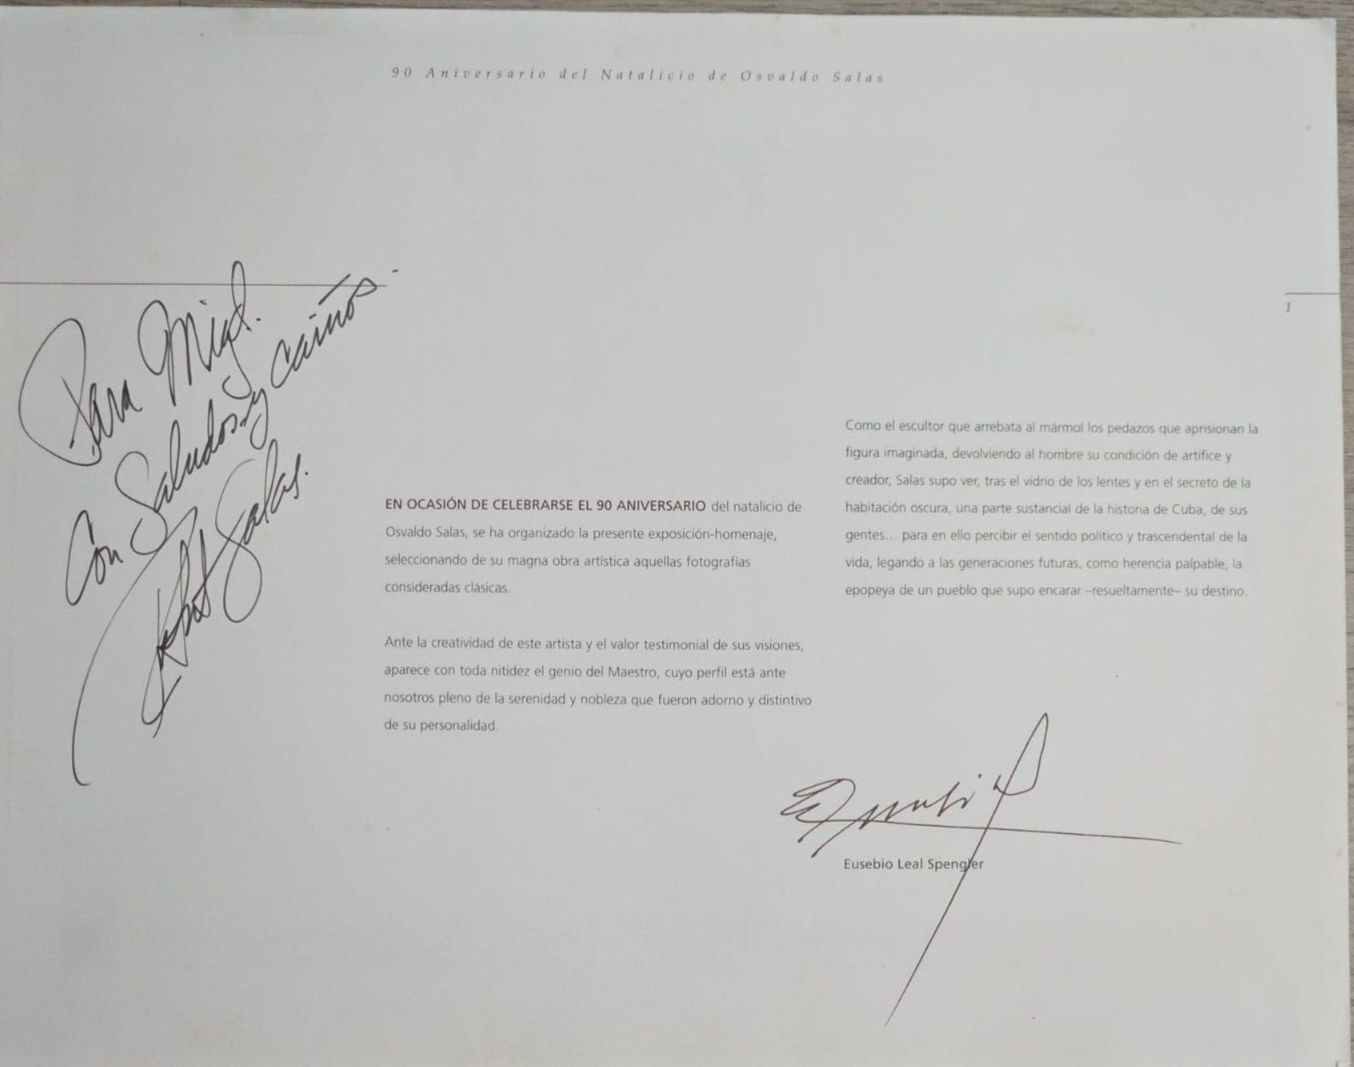 90 Aniversario del Natalicio de Osvaldo Salas
1
Para
Con Saludos y cariños.
Salas.
EN OCASIÓN DE CELEBRARSE EL 90 ANIVERSARIO del natalicio de
Osvaldo Salas, se ha organizado la presente exposición-homenaje,
seleccionando de su magna obra artística aquellas fotografías
consideradas clásicas.
Ante la creatividad de este artista y el valor testimonial de sus visiones,
aparece con toda nitidez el genio del Maestro, cuyo perfil está ante
nosotros pleno de la serenidad y nobleza que fueron adorno y distintivo
de su personalidad.
Como el escultor que arrebata al mármol los pedazos que aprisionan la
figura imaginada, devolviendo al hombre su condición de artífice y
creador, Salas supo ver, tras el vidrio de los lentes y en el secreto de la
habitación oscura, una parte sustancial de la historia de Cuba, de sus
gentes... para en ello percibir el sentido político y trascendental de la
vida, legando a las generaciones futuras, como herencia palpable, la
epopeya de un pueblo que supo encarar –resueltamente– su destino.
Eusebio Leal Spengler